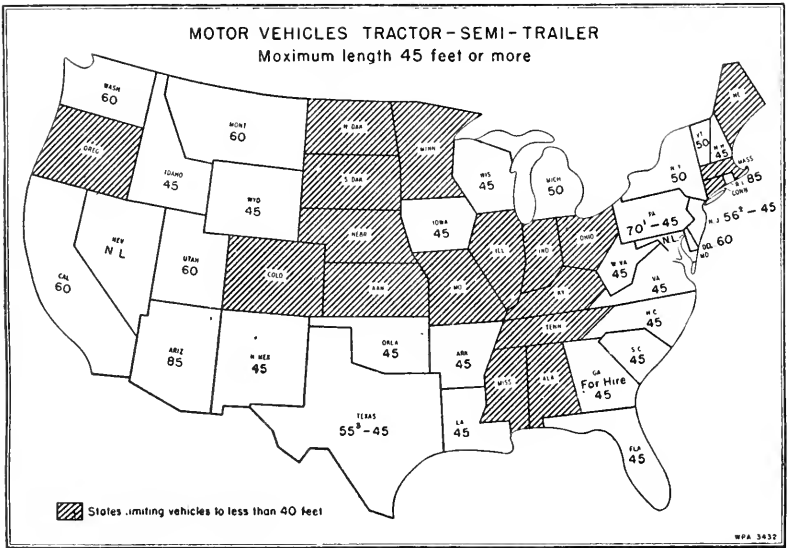 MOTOR VEHICLES TRACTOR-SEMI-TRAILER
Moximum length 45 feet or more
WASH
60
OREG
CAL
60
NEV
N L
IDAHO
45
MONT
60
WYO
45
UTAH
60
COLO
ARIZ
85
N MEX
45
N. DAK
S. DAK
NEBR
KAN
OKLA
45
TEXAS
55³-45
MINN
IOWA
45
MO
ARK
45
LA
45
WIS
45
ILL
MICH
50
IND
OHIO
KY
TENN
MISS
ALA
GA
For Hire
45
FLA
45
S C
45
N C
45
VA
45
W VA
45
PA
70¹-45
N.L.
N Y
50
VT
50
N H
45
ME
MASS
R I 85
CONN
N J 56²-45
DEL 60
MD
States limiting vehicles to less than 40 feet
WPA 3432